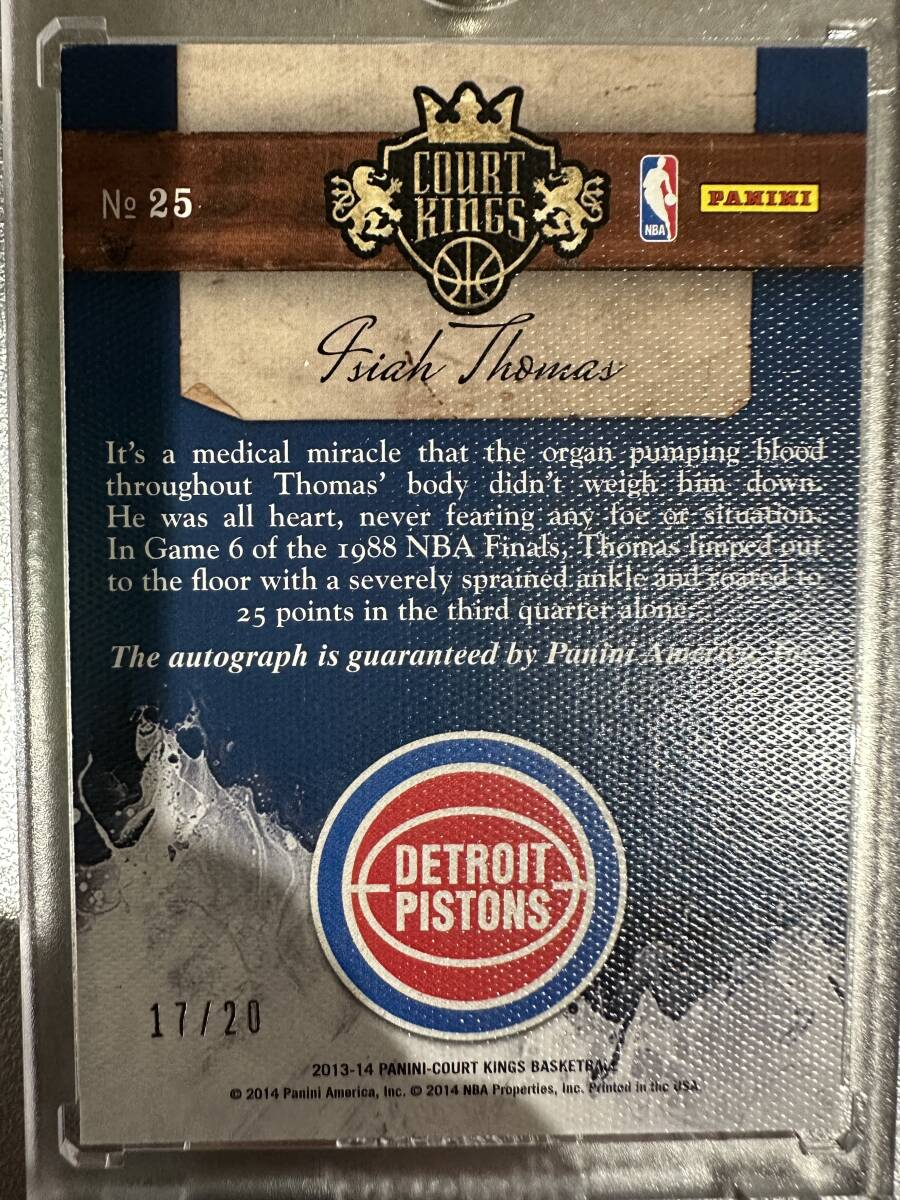 COURT
KINGS
№ 25
NBA
PANINI
Isiah Thomas
It's a medical miracle that the organ pumping blood
throughout Thomas' body didn't weigh him down.
He was all heart, never fearing any foe or situation.
In Game 6 of the 1988 NBA Finals, Thomas limped out
to the floor with a severely sprained ankle and roared to
25 points in the third quarter alone.
The autograph is guaranteed by Panini America, Inc.
DETROIT
PISTONS
17/20
2013-14 PANINI-COURT KINGS BASKETBALL
© 2014 Panini America, Inc. © 2014 NBA Properties, Inc. Printed in the USA